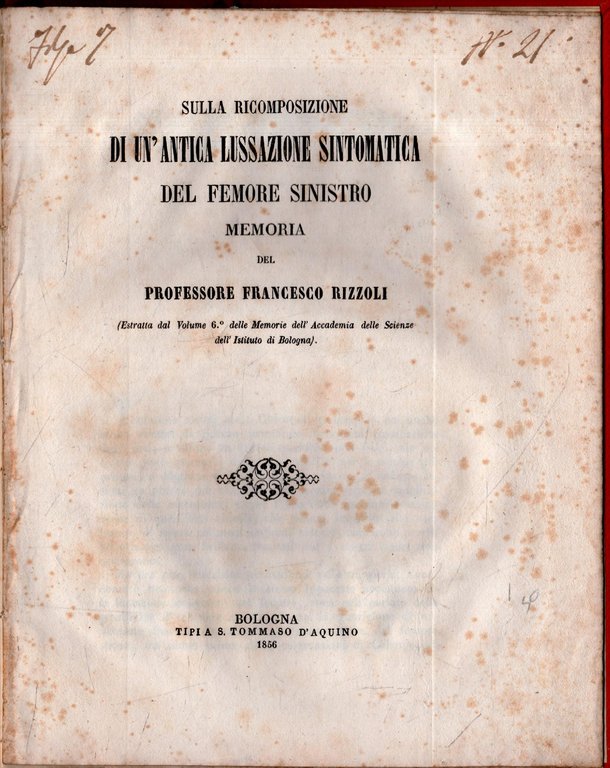 N. 21
SULLA RICOMPOSIZIONE
DI UN' ANTICA LUSSAZIONE SINTOMATICA
DEL FEMORE SINISTRO
MEMORIA
DEL
PROFESSORE FRANCESCO RIZZOLI
(Estratta dal Volume 6.° delle Memorie dell' Accademia delle Scienze
dell' Istituto di Bologna).
BOLOGNA
TIPI A S. TOMMASO D'AQUINO
1856